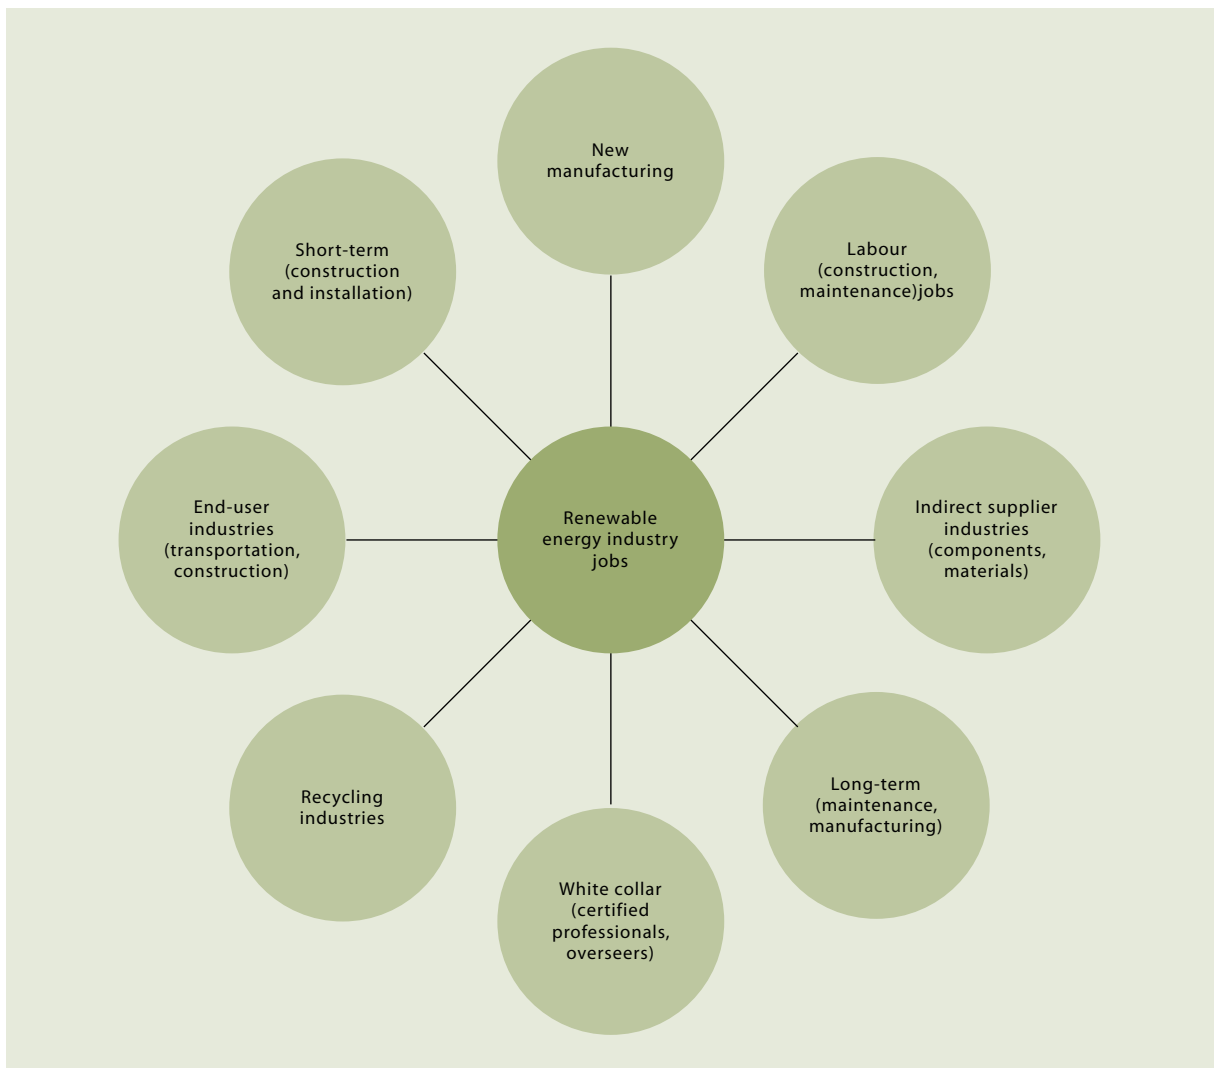 New
manufacturing
Short-term
(construction
and installation)
Labour
(construction,
maintenance)jobs
End-user
industries
(transportation,
construction)
Renewable
energy industry
jobs
Indirect supplier
industries
(components,
materials)
Recycling
industries
Long-term
(maintenance,
manufacturing)
White collar
(certified
professionals,
overseers)